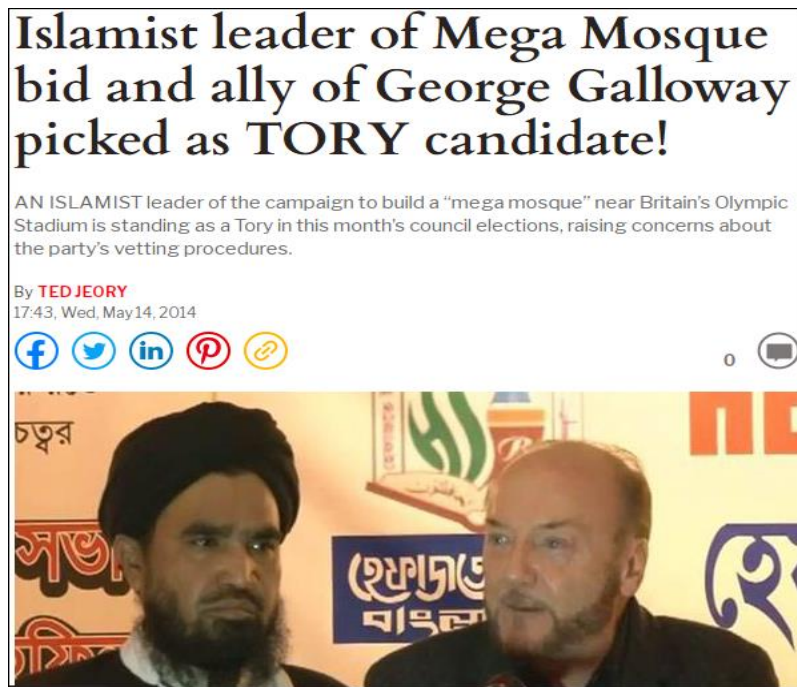 Islamist leader of Mega Mosque
bid and ally of George Galloway
picked as TORY candidate!
AN ISLAMIST leader of the campaign to build a “mega mosque” near Britain’s Olympic
Stadium is standing as a Tory in this month’s council elections, raising concerns about
the party’s vetting procedures.
By TED JEORY
17:43, Wed, May 14, 2014
0
চত্বর
হেফাজতে
বাংলা